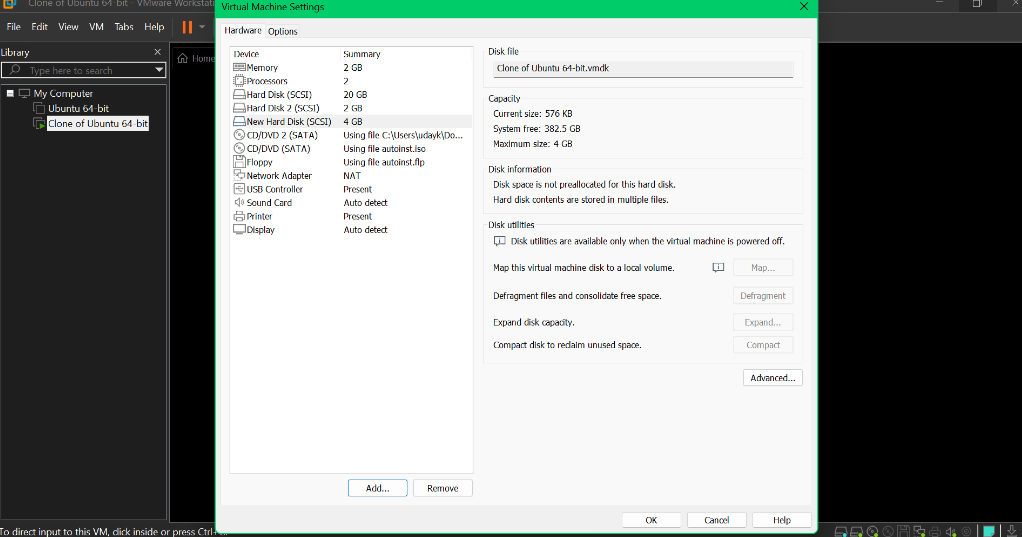 Clone of Ubuntu 64-bit - VMware Workstati
Virtual Machine Settings
File Edit View VM Tabs Help
Library
Type here to search
My Computer
Ubuntu 64-bit
Clone of Ubuntu 64-bit
Home
Hardware Options
Device Summary
Memory 2 GB
Processors 2
Hard Disk (SCSI) 20 GB
Hard Disk 2 (SCSI) 2 GB
New Hard Disk (SCSI) 4 GB
CD/DVD 2 (SATA) Using file C:\Users\udayk\Do...
CD/DVD (SATA) Using file autoinst.iso
Floppy Using file autoinst.flp
Network Adapter NAT
USB Controller Present
Sound Card Auto detect
Printer Present
Display Auto detect
Add... Remove
Disk file
Clone of Ubuntu 64-bit.vmdk
Capacity
Current size: 576 KB
System free: 382.5 GB
Maximum size: 4 GB
Disk information
Disk space is not preallocated for this hard disk.
Hard disk contents are stored in multiple files.
Disk utilities
Disk utilities are available only when the virtual machine is powered off.
Map this virtual machine disk to a local volume. Map...
Defragment files and consolidate free space. Defragment
Expand disk capacity. Expand...
Compact disk to reclaim unused space. Compact
Advanced...
OK Cancel Help
To direct input to this VM, click inside or press Ctrl+